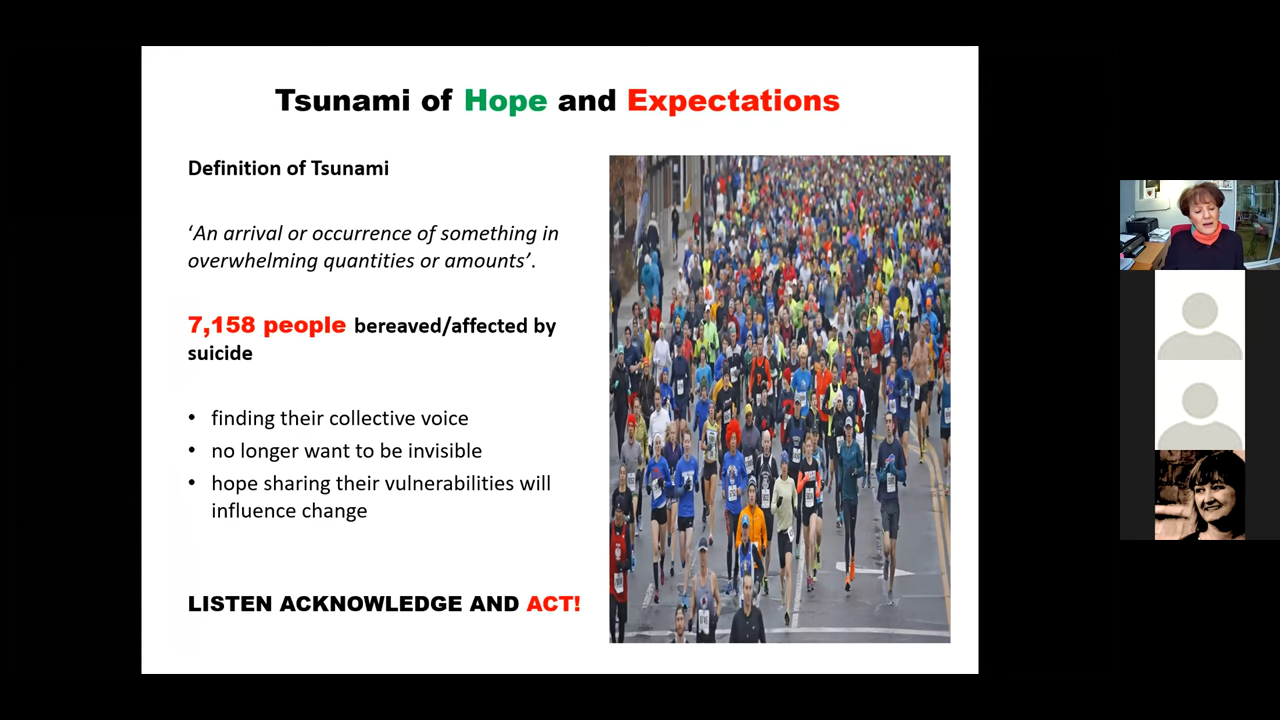 Tsunami of Hope and Expectations
Definition of Tsunami
‘An arrival or occurrence of something in
overwhelming quantities or amounts’.
7,158 people bereaved/affected by
suicide
• finding their collective voice
• no longer want to be invisible
• hope sharing their vulnerabilities will
influence change
LISTEN ACKNOWLEDGE AND ACT!